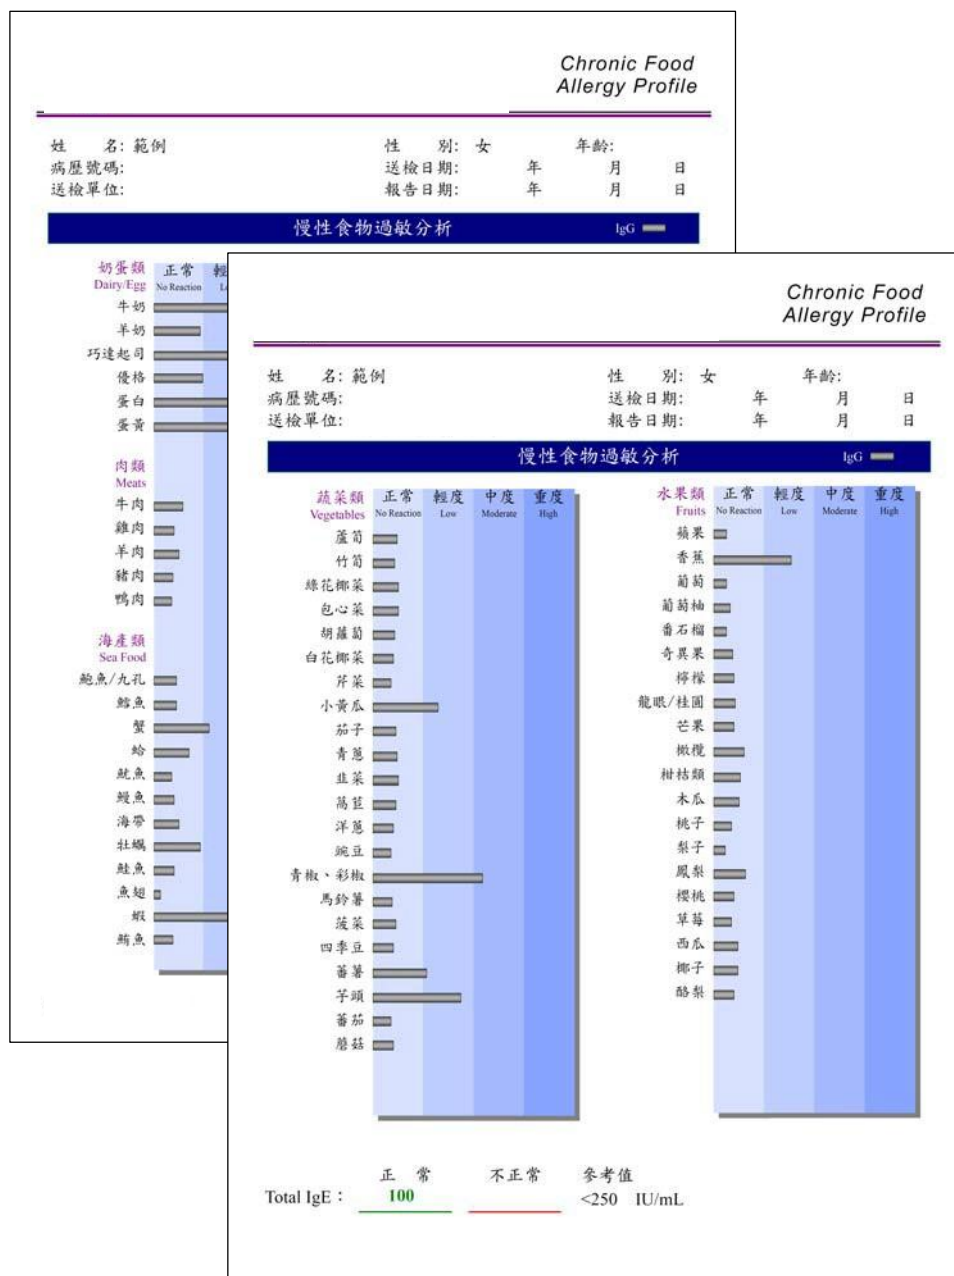 Chronic Food
Allergy Profile
姓 名: 範例 性 別: 女 年齡:
病歷號碼: 送檢日期: 年 月 日
送檢單位: 報告日期: 年 月 日
慢性食物過敏分析 IgG
奶蛋類 正常
Dairy/Egg No Reaction
牛奶
羊奶
巧達起司
優格
蛋白
蛋黃
肉類
Meats
牛肉
雞肉
羊肉
豬肉
鴨肉
海產類
Sea Food
鮑魚/九孔
鱈魚
蟹
蛤
魷魚
鰻魚
海帶
牡蠣
鮭魚
魚翅
蝦
鮪魚
Chronic Food
Allergy Profile
姓 名: 範例 性 別: 女 年齡:
病歷號碼: 送檢日期: 年 月 日
送檢單位: 報告日期: 年 月 日
慢性食物過敏分析 IgG
蔬菜類 正常 輕度 中度 重度
Vegetables No Reaction Low Moderate High
蘆筍
竹筍
綠花椰菜
包心菜
胡蘿蔔
白花椰菜
芹菜
小黃瓜
茄子
青蔥
韭菜
萵苣
洋蔥
豌豆
青椒、彩椒
馬鈴薯
菠菜
四季豆
蕃薯
芋頭
蕃茄
蘑菇
水果類 正常 輕度 中度 重度
Fruits No Reaction Low Moderate High
蘋果
香蕉
葡萄
葡萄柚
番石榴
奇異果
檸檬
龍眼/桂圓
芒果
橄欖
柑桔類
木瓜
桃子
梨子
鳳梨
櫻桃
草莓
西瓜
椰子
酪梨
正 常 不正常 參考值
Total IgE： 100 <250 IU/mL